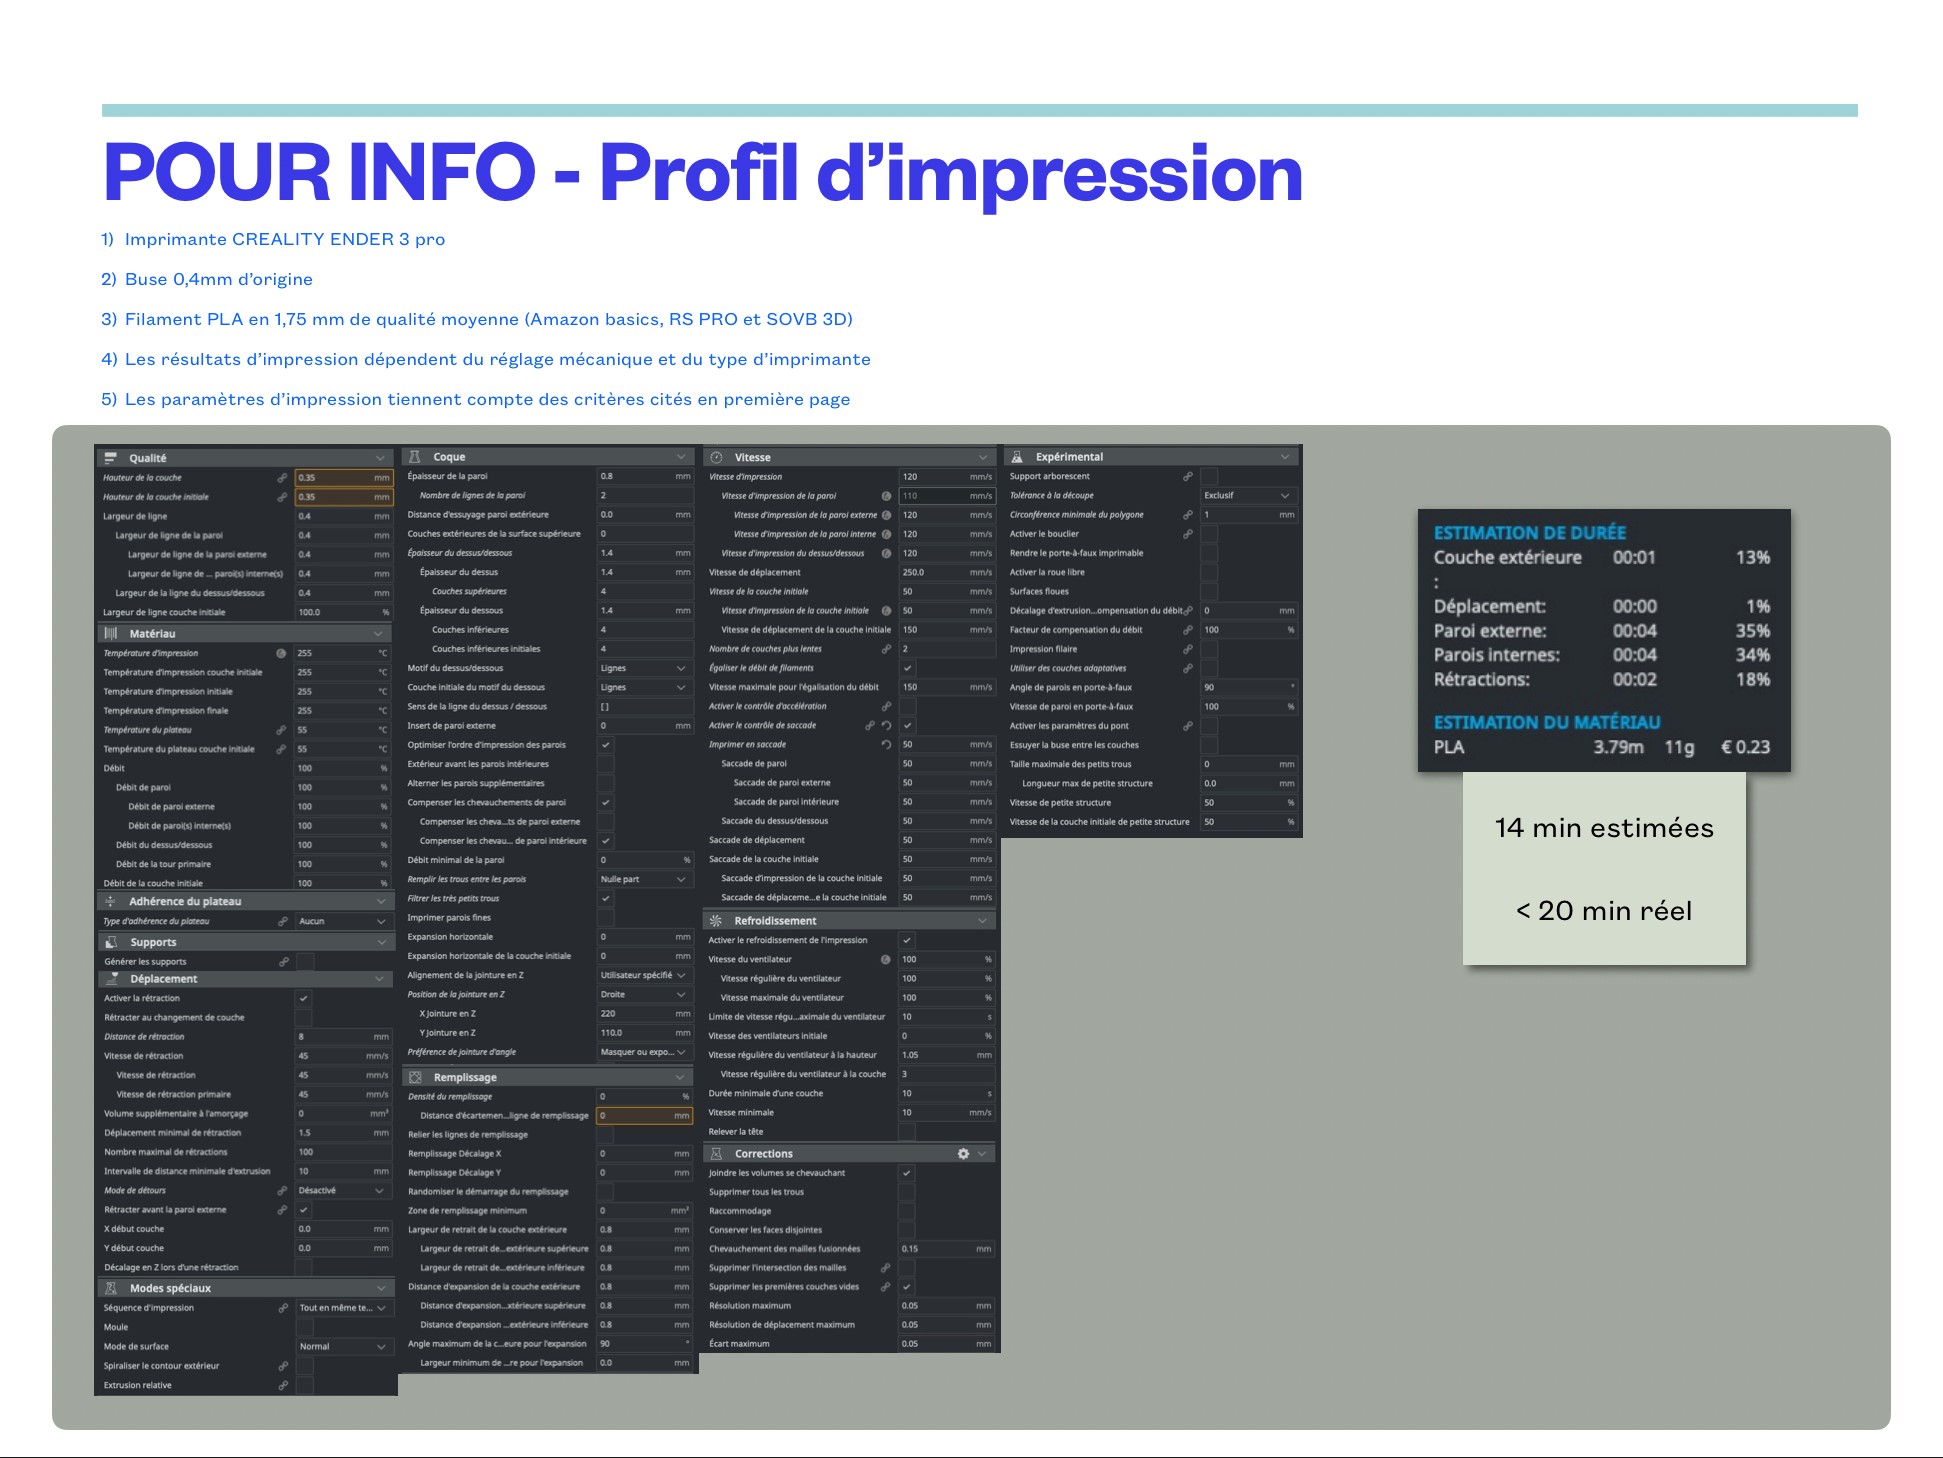 POUR INFO - Profil d’impression
1) Imprimante CREALITY ENDER 3 pro
2) Buse 0,4mm d’origine
3) Filament PLA en 1,75 mm de qualité moyenne (Amazon basics, RS PRO et SOVB 3D)
4) Les résultats d’impression dépendent du réglage mécanique et du type d’imprimante
5) Les paramètres d’impression tiennent compte des critères cités en première page
Qualité
Hauteur de la couche 0.35 mm
Hauteur de la couche initiale 0.35 mm
Largeur de ligne 0.4 mm
Largeur de ligne de la paroi 0.4 mm
Largeur de ligne de la paroi externe 0.4 mm
Largeur de ligne de ... paroi(s) interne(s) 0.4 mm
Largeur de la ligne du dessus/dessous 0.4 mm
Largeur de ligne couche initiale 100.0 %
Matériau
Température d'impression 255 °C
Température d'impression couche initiale 255 °C
Température d'impression initiale 255 °C
Température d'impression finale 255 °C
Température du plateau 55 °C
Température du plateau couche initiale 55 °C
Débit 100 %
Débit de paroi 100 %
Débit de paroi externe 100 %
Débit de paroi(s) interne(s) 100 %
Débit du dessus/dessous 100 %
Débit de la tour primaire 100 %
Débit de la couche initiale 100 %
Adhérence du plateau
Type d'adhérence du plateau Aucun
Supports
Générer les supports
Déplacement
Activer la rétraction
Rétracter au changement de couche
Distance de rétraction 8 mm
Vitesse de rétraction 45 mm/s
Vitesse de rétraction 45 mm/s
Vitesse de rétraction primaire 45 mm/s
Volume supplémentaire à l'amorçage 0 mm³
Déplacement minimal de rétraction 1.5 mm
Nombre maximal de rétractions 100
Intervalle de distance minimale d'extrusion 10 mm
Mode de détours Désactivé
Rétracter avant la paroi externe
X début couche 0.0 mm
Y début couche 0.0 mm
Décalage en Z lors d’une rétraction
Modes spéciaux
Séquence d'impression Tout en même te...
Moule
Mode de surface Normal
Spiraliser le contour extérieur
Extrusion relative
Coque
Épaisseur de la paroi 0.8 mm
Nombre de lignes de la paroi 2
Distance d'essuyage paroi extérieure 0.0 mm
Couches extérieures de la surface supérieure 0
Épaisseur du dessus/dessous 1.4 mm
Épaisseur du dessus 1.4 mm
Couches supérieures 4
Épaisseur du dessous 1.4 mm
Couches inférieures 4
Couches inférieures initiales 4
Motif du dessus/dessous Lignes
Couche initiale du motif du dessous Lignes
Sens de la ligne du dessus / dessous [ ]
Insert de paroi externe 0 mm
Optimiser l'ordre d'impression des parois
Extérieur avant les parois intérieures
Alterner les parois supplémentaires
Compenser les chevauchements de paroi
Compenser les cheva...ts de paroi externe
Compenser les chevau... de paroi intérieure
Débit minimal de la paroi 0 %
Remplir les trous entre les parois Nulle part
Filtrer les très petits trous
Imprimer parois fines
Expansion horizontale 0 mm
Expansion horizontale de la couche initiale 0 mm
Alignement de la jointure en Z Utilisateur spécifié
Position de la jointure en Z Droite
X Jointure en Z 220 mm
Y Jointure en Z 110.0 mm
Préférence de jointure d'angle Masquer ou expo...
Remplissage
Densité du remplissage 0 %
Distance d'écartemen...ligne de remplissage 0 mm
Relier les lignes de remplissage
Remplissage Décalage X 0 mm
Remplissage Décalage Y 0 mm
Randomiser le démarrage du remplissage
Zone de remplissage minimum 0 mm²
Largeur de retrait de la couche extérieure 0.8 mm
Largeur de retrait de...extérieure supérieure 0.8 mm
Largeur de retrait de...extérieure inférieure 0.8 mm
Distance d'expansion de la couche extérieure 0.8 mm
Distance d'expansion...xtérieure supérieure 0.8 mm
Distance d'expansion ...extérieure inférieure 0.8 mm
Angle maximum de la c...eure pour l'expansion 90 °
Largeur minimum de ...re pour l'expansion 0.0 mm
Vitesse
Vitesse d’impression 120 mm/s
Vitesse d'impression de la paroi 110 mm/s
Vitesse d'impression de la paroi externe 120 mm/s
Vitesse d'impression de la paroi interne 120 mm/s
Vitesse d'impression du dessus/dessous 120 mm/s
Vitesse de déplacement 250.0 mm/s
Vitesse de la couche initiale 50 mm/s
Vitesse d’impression de la couche initiale 50 mm/s
Vitesse de déplacement de la couche initiale 150 mm/s
Nombre de couches plus lentes 2
Égaliser le débit de filaments
Vitesse maximale pour l'égalisation du débit 150 mm/s
Activer le contrôle d'accélération
Activer le contrôle de saccade
Imprimer en saccade 50 mm/s
Saccade de paroi 50 mm/s
Saccade de paroi externe 50 mm/s
Saccade de paroi intérieure 50 mm/s
Saccade du dessus/dessous 50 mm/s
Saccade de déplacement 50 mm/s
Saccade de la couche initiale 50 mm/s
Saccade d’impression de la couche initiale 50 mm/s
Saccade de déplaceme...e la couche initiale 50 mm/s
Refroidissement
Activer le refroidissement de l'impression
Vitesse du ventilateur 100 %
Vitesse régulière du ventilateur 100 %
Vitesse maximale du ventilateur 100 %
Limite de vitesse régu...aximale du ventilateur 10 s
Vitesse des ventilateurs initiale 0 %
Vitesse régulière du ventilateur à la hauteur 1.05 mm
Vitesse régulière du ventilateur à la couche 3
Durée minimale d’une couche 10 s
Vitesse minimale 10 mm/s
Relever la tête
Corrections
Joindre les volumes se chevauchant
Supprimer tous les trous
Raccommodage
Conserver les faces disjointes
Chevauchement des mailles fusionnées 0.15 mm
Supprimer l'intersection des mailles
Supprimer les premières couches vides
Résolution maximum 0.05 mm
Résolution de déplacement maximum 0.05 mm
Écart maximum 0.05 mm
Expérimental
Support arborescent
Tolérance à la découpe Exclusif
Circonférence minimale du polygone 1 mm
Activer le bouclier
Rendre le porte-à-faux imprimable
Activer la roue libre
Surfaces floues
Décalage d'extrusion...ompensation du débit 0 mm
Facteur de compensation du débit 100 %
Impression filaire
Utiliser des couches adaptatives
Angle de parois en porte-à-faux 90 °
Vitesse de paroi en porte-à-faux 100 %
Activer les paramètres du pont
Essuyer la buse entre les couches
Taille maximale des petits trous 0 mm
Longueur max de petite structure 0.0 mm
Vitesse de petite structure 50 %
Vitesse de la couche initiale de petite structure 50 %
ESTIMATION DE DURÉE
Couche extérieure 00:01 13%
:
Déplacement: 00:00 1%
Paroi externe: 00:04 35%
Parois internes: 00:04 34%
Rétractions: 00:02 18%
ESTIMATION DU MATÉRIAU
PLA 3.79m 11g € 0.23
14 min estimées
< 20 min réel